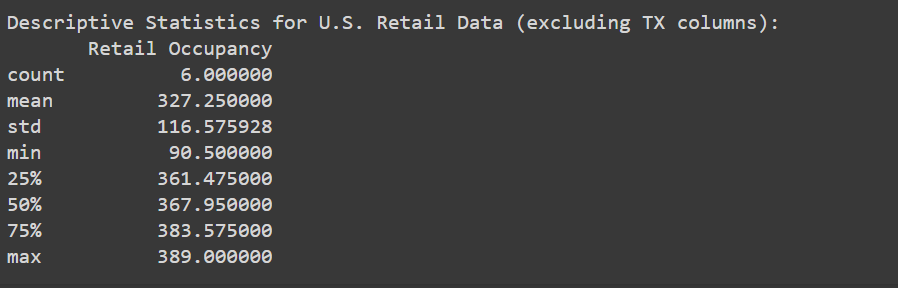 Descriptive Statistics for U.S. Retail Data (excluding TX columns):
Retail Occupancy
count 6.000000
mean 327.250000
std 116.575928
min 90.500000
25% 361.475000
50% 367.950000
75% 383.575000
max 389.000000